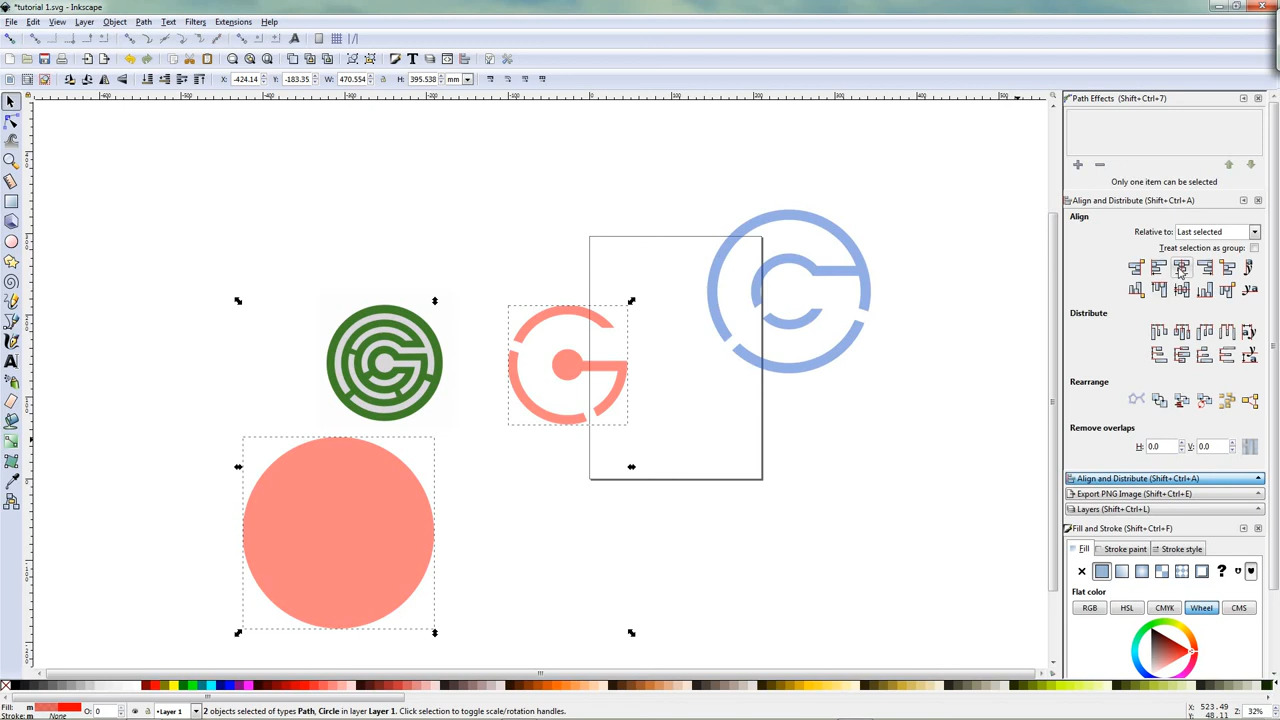 *tutorial 1.svg - Inkscape
File Edit View Layer Object Path Text Filters Extensions Help
X: -424.14 Y: -183.35 W: 470.554 H: 395.538 mm
Path Effects (Shift+Ctrl+7)
Only one item can be selected
Align and Distribute (Shift+Ctrl+A)
Align
Relative to: Last selected
Treat selection as group:
Distribute
Rearrange
Remove overlaps
H: 0.0 V: 0.0
Align and Distribute (Shift+Ctrl+A)
Export PNG Image (Shift+Ctrl+E)
Layers (Shift+Ctrl+L)
Fill and Stroke (Shift+Ctrl+F)
Fill Stroke paint Stroke style
Flat color
RGB HSL CMYK Wheel CMS
Fill: m
Stroke: m None
O: 0
•Layer 1
2 objects selected of types Path, Circle in layer Layer 1. Click selection to toggle scale/rotation handles.
X: 523.49
Y: 48.11
Z: 32%